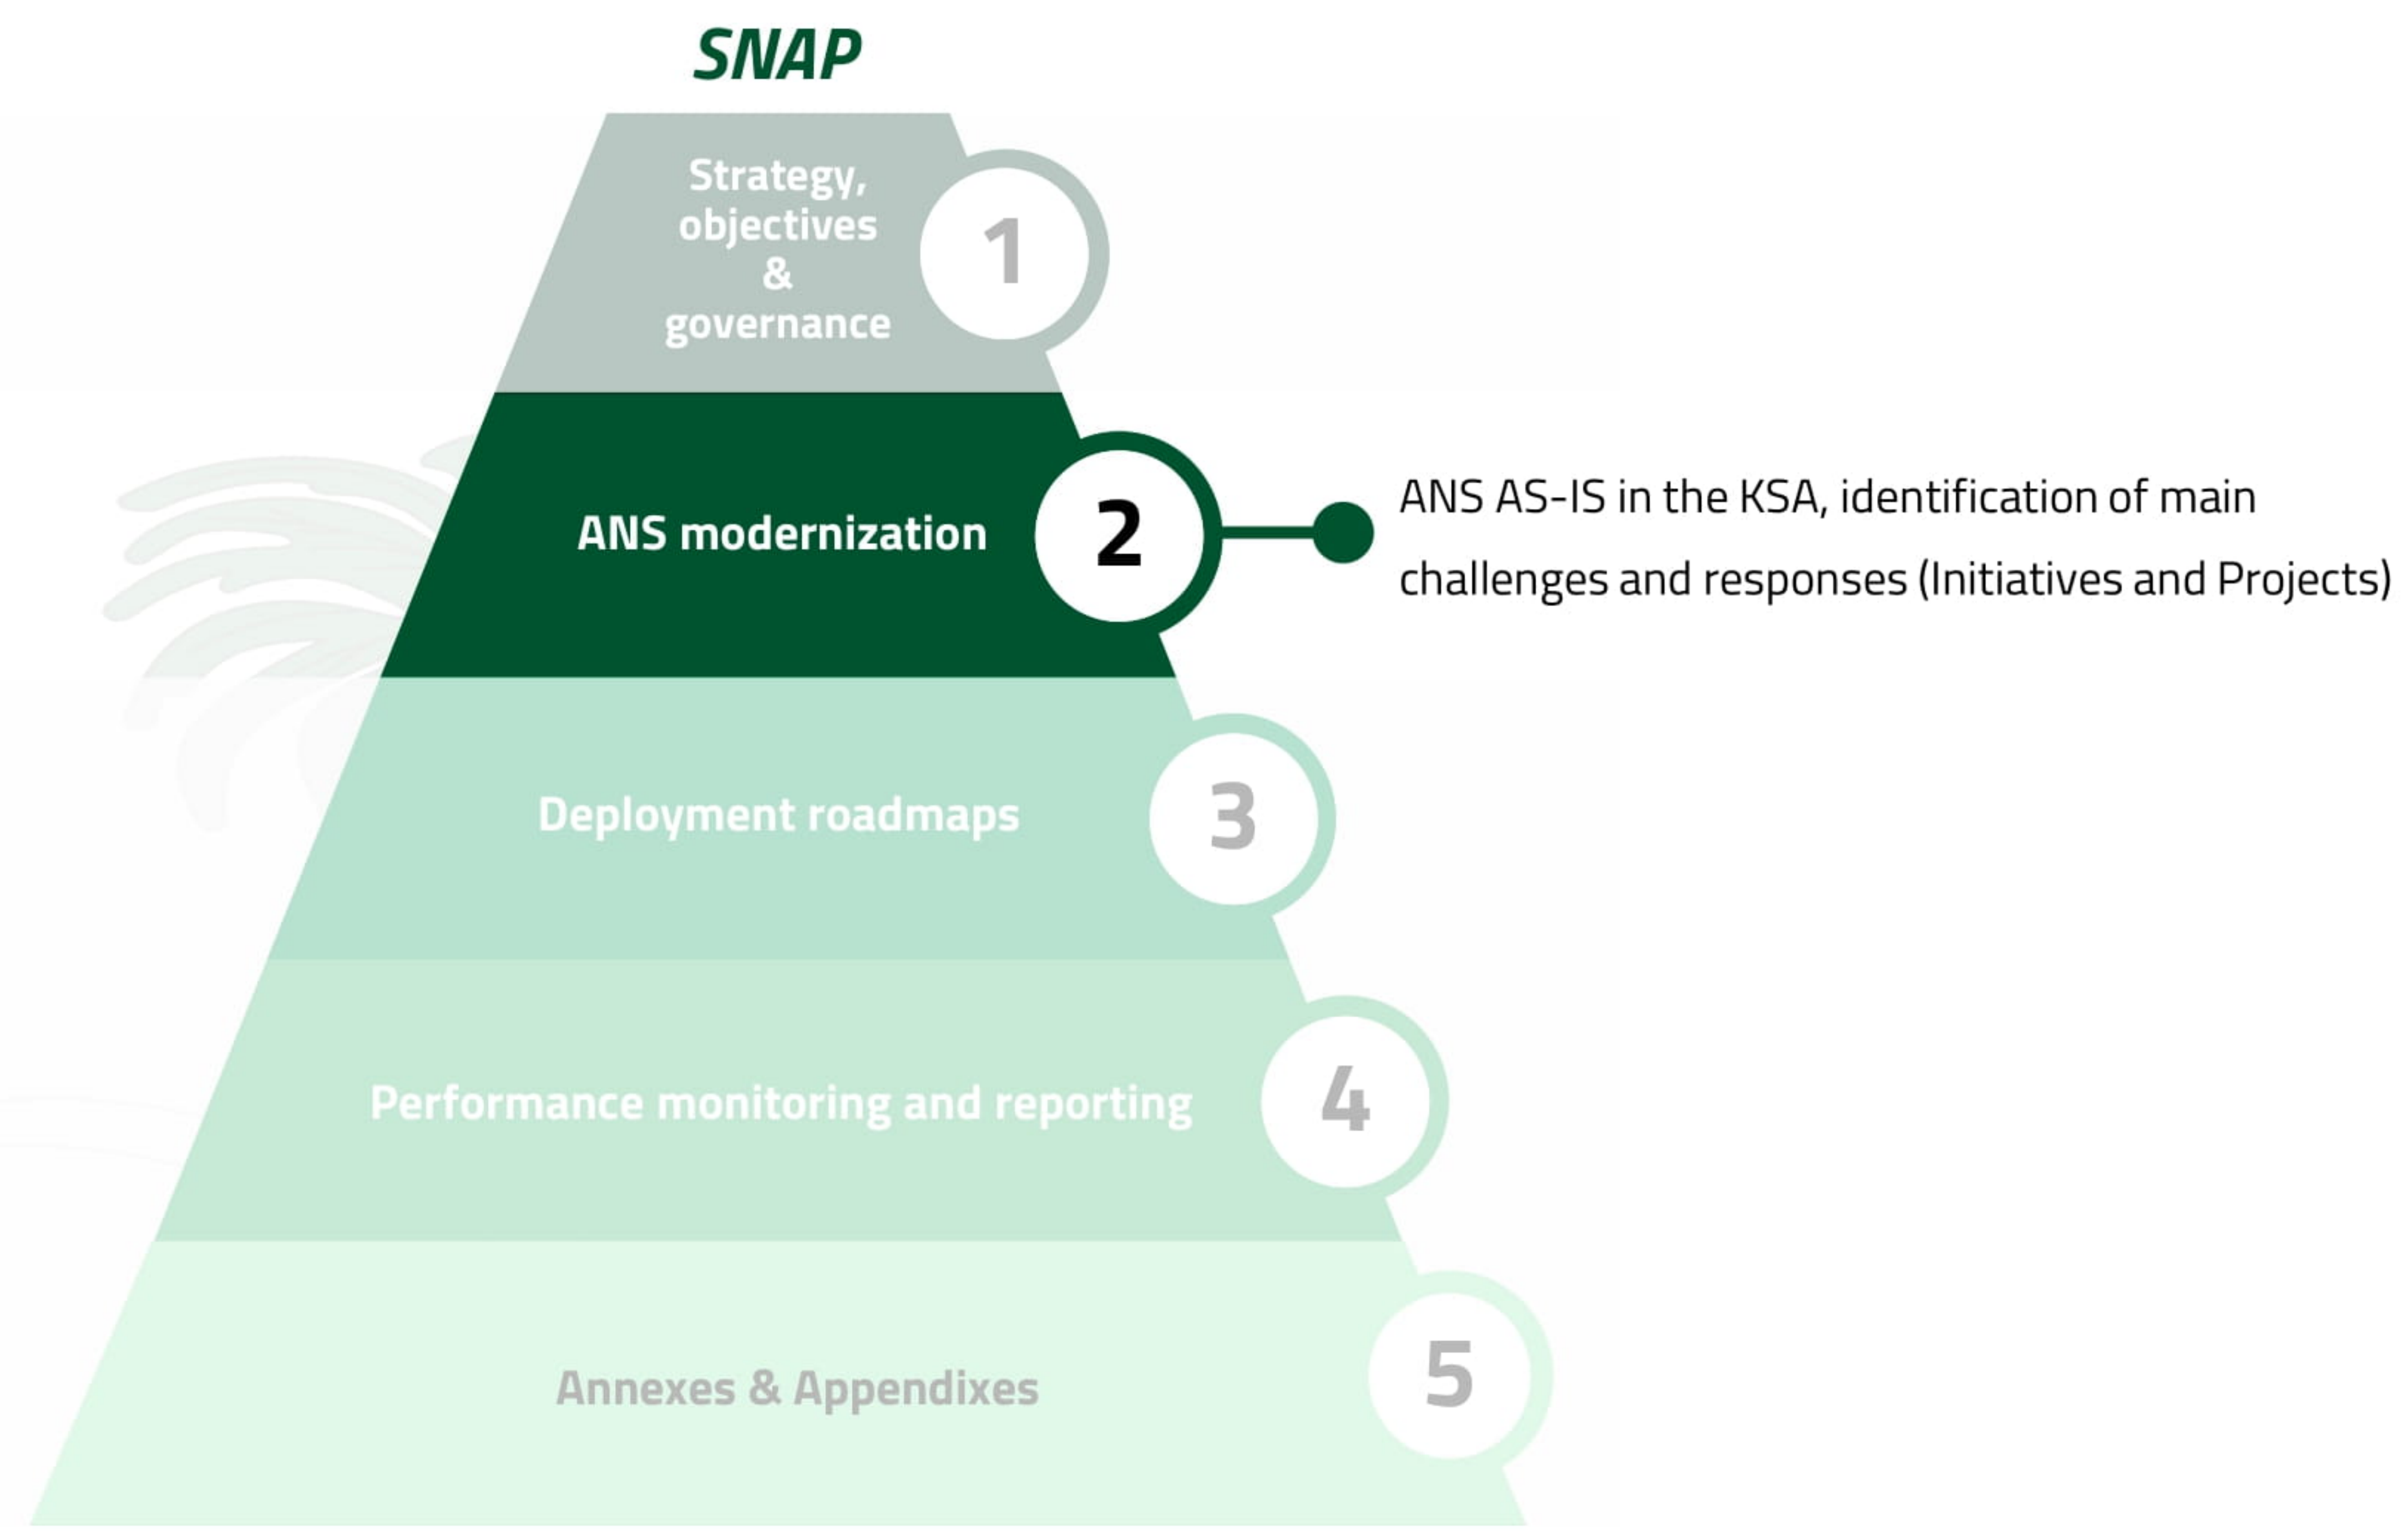 SNAP
Strategy,
objectives
&
governance
1
ANS modernization
2
ANS AS-IS in the KSA, identification of main
challenges and responses (Initiatives and Projects)
Deployment roadmaps
3
Performance monitoring and reporting
4
Annexes & Appendixes
5